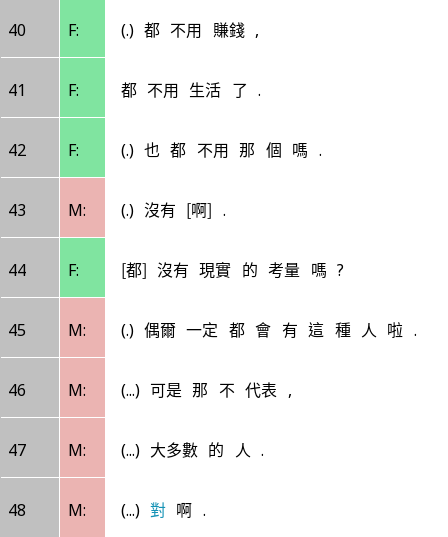 40 F: (.) 都 不用 賺錢 ,
41 F: 都 不用 生活 了 .
42 F: (.) 也 都 不用 那 個 嗎 .
43 M: (.) 沒有 [啊] .
44 F: [都] 沒有 現實 的 考量 嗎 ?
45 M: (.) 偶爾 一定 都 會 有 這 種 人 啦 .
46 M: (...) 可是 那 不 代表 ,
47 M: (...) 大多數 的 人 .
48 M: (...) 對 啊 .